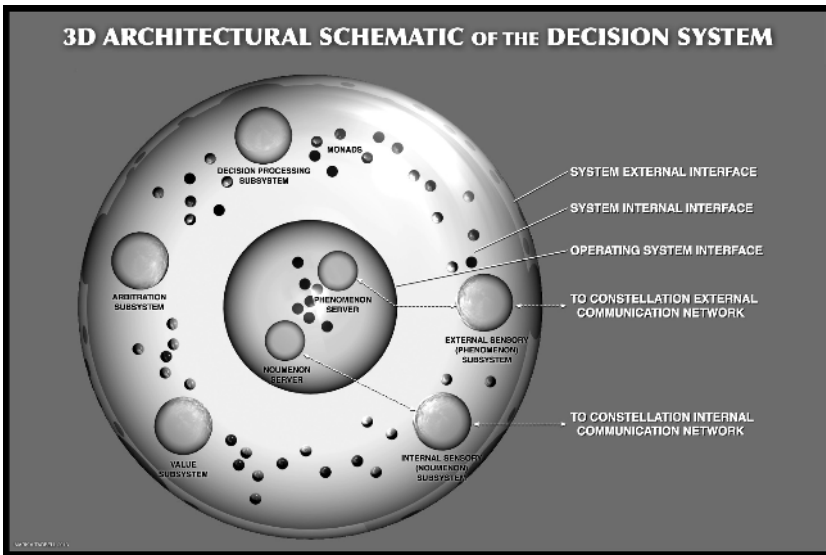 3D ARCHITECTURAL SCHEMATIC OF THE DECISION SYSTEM
MONADS
DECISION PROCESSING
SUBSYSTEM
SYSTEM EXTERNAL INTERFACE
SYSTEM INTERNAL INTERFACE
OPERATING SYSTEM INTERFACE
ARBITRATION
SUBSYSTEM
PHENOMENON
SERVER
TO CONSTELLATION EXTERNAL
COMMUNICATION NETWORK
EXTERNAL SENSORY
(PHENOMENON)
SUBSYSTEM
NOUMENON
SERVER
TO CONSTELLATION INTERNAL
COMMUNICATION NETWORK
VALUE
SUBSYSTEM
INTERNAL SENSORY
(NOUMENON)
SUBSYSTEM